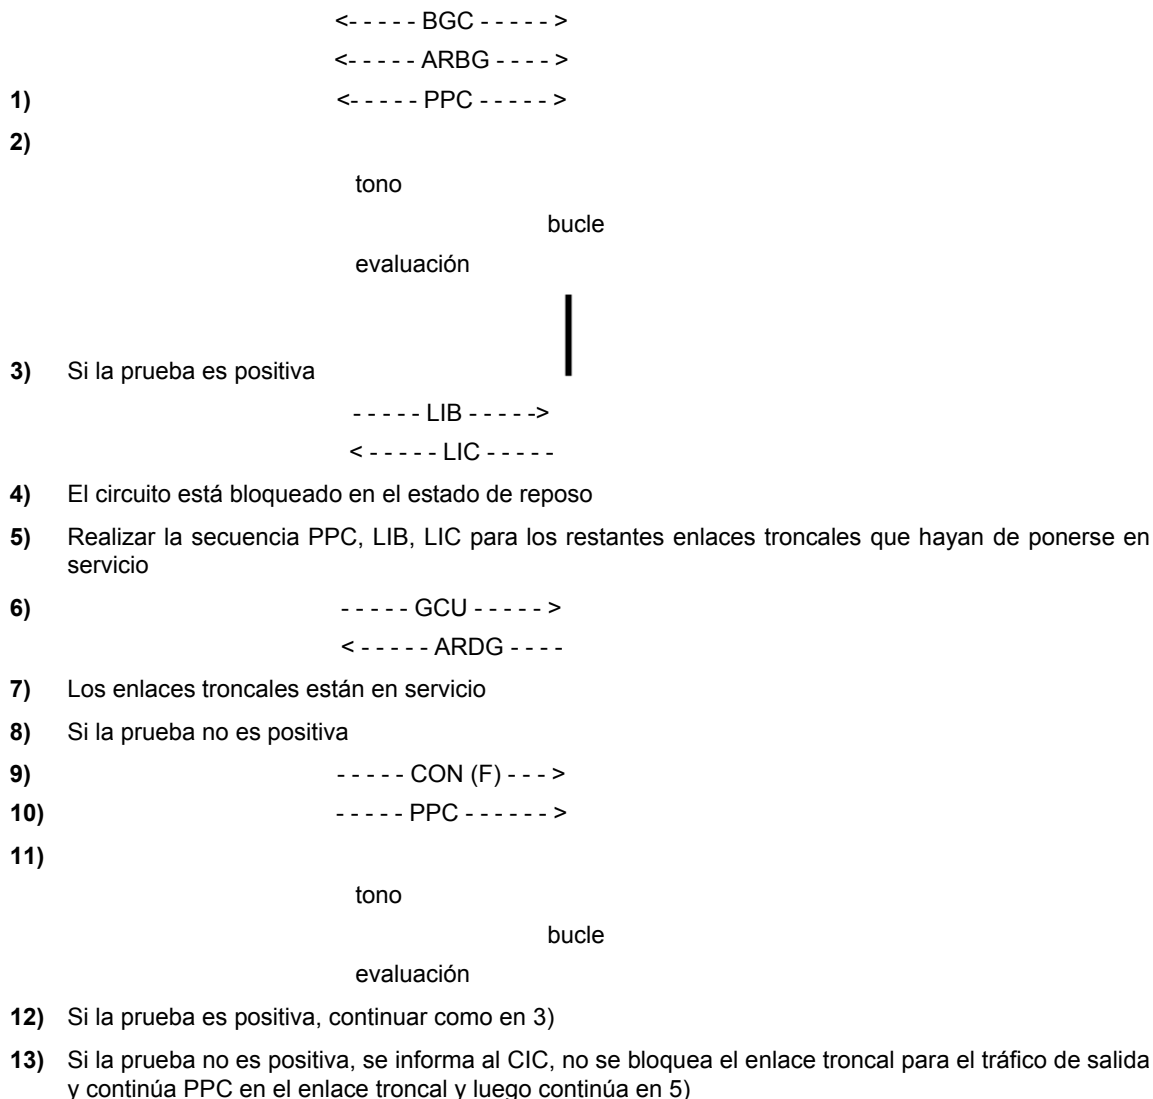 <- - - - - BGC - - - - - >
<- - - - - ARBG - - - - >
1) <- - - - - PPC - - - - - >
2)
tono
bucle
evaluación
3) Si la prueba es positiva
- - - - - LIB - - - - ->
< - - - - - LIC - - - - -
4) El circuito está bloqueado en el estado de reposo
5) Realizar la secuencia PPC, LIB, LIC para los restantes enlaces troncales que hayan de ponerse en
servicio
6) - - - - - GCU - - - - - >
< - - - - - ARDG - - - -
7) Los enlaces troncales están en servicio
8) Si la prueba no es positiva
9) - - - - - CON (F) - - - >
10) - - - - - PPC - - - - - - >
11)
tono
bucle
evaluación
12) Si la prueba es positiva, continuar como en 3)
13) Si la prueba no es positiva, se informa al CIC, no se bloquea el enlace troncal para el tráfico de salida
y continúa PPC en el enlace troncal y luego continúa en 5)